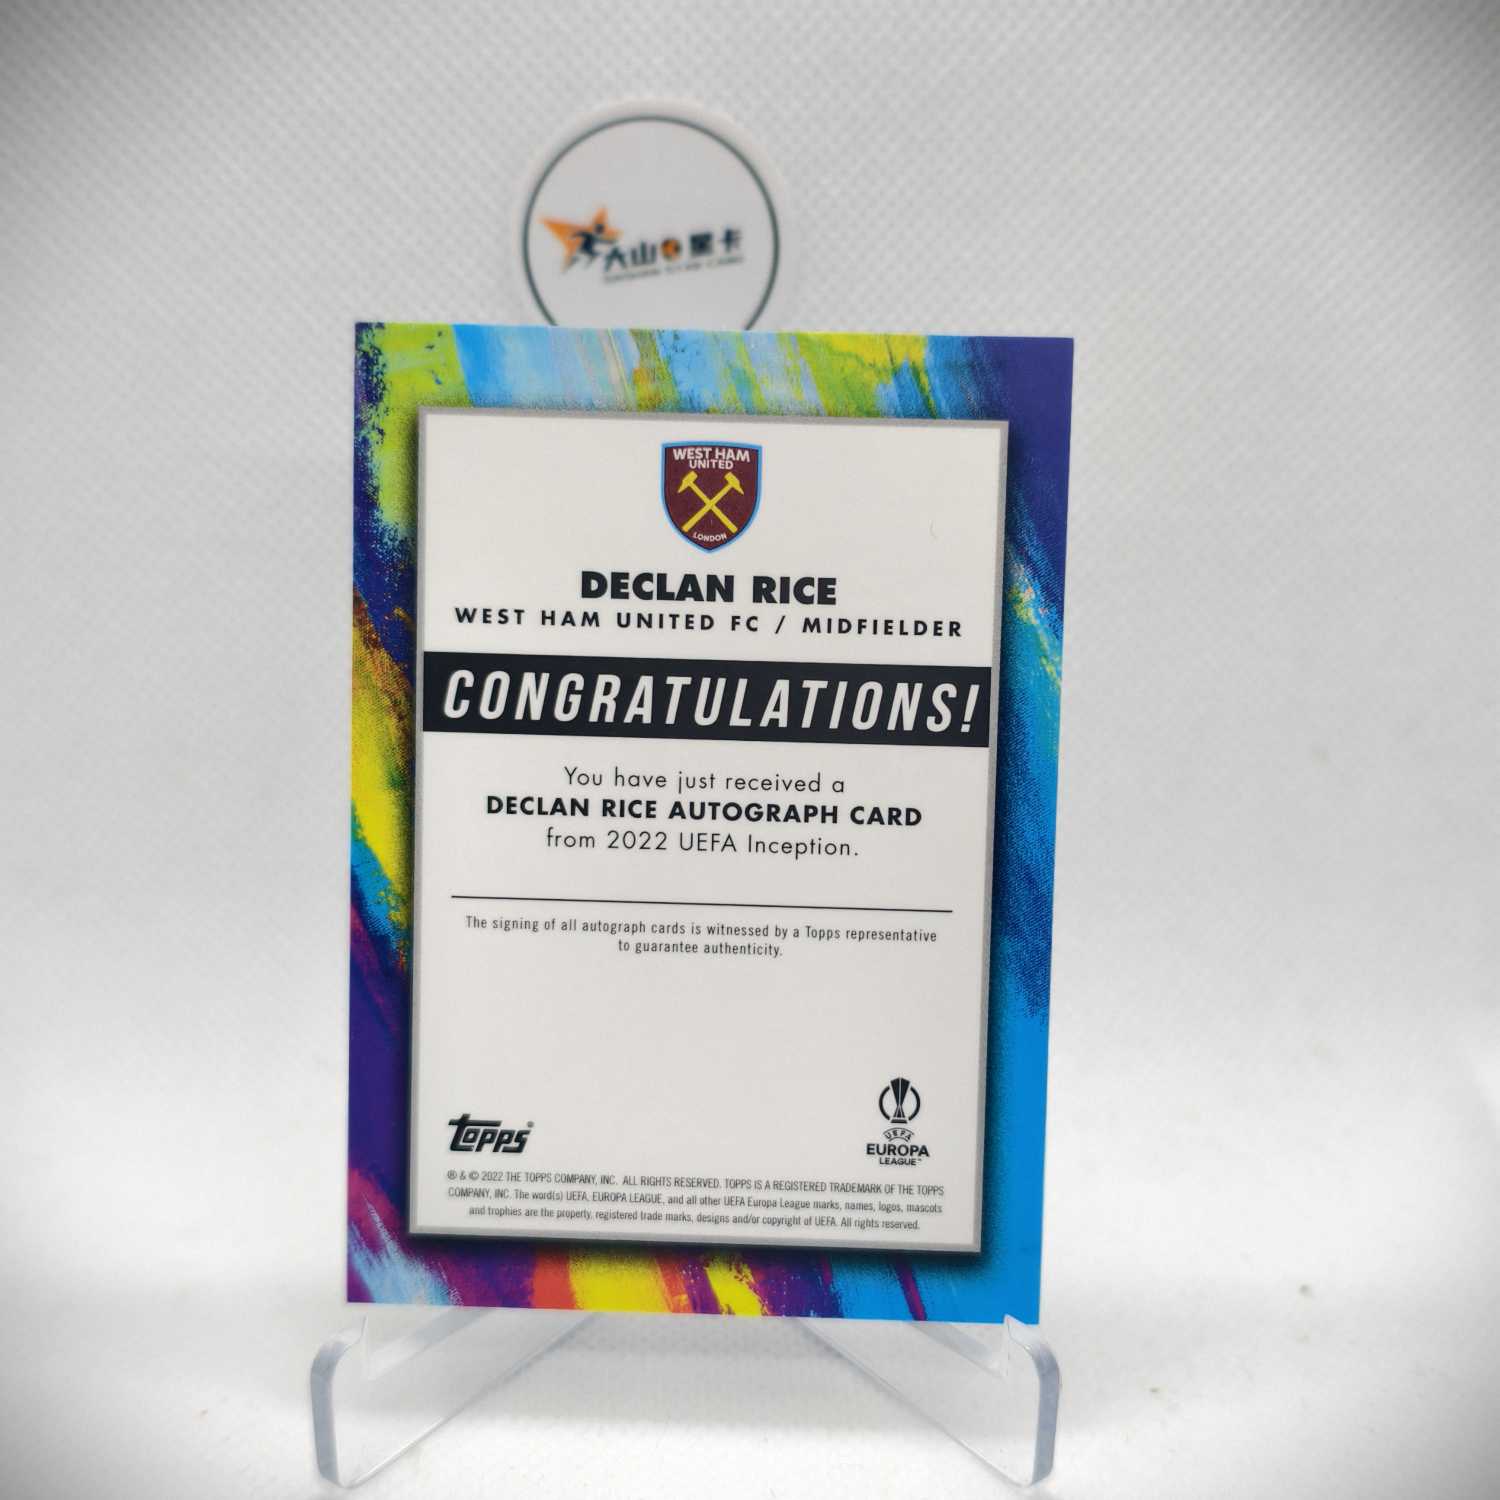 大山星卡
WEST HAM
UNITED
LONDON
DECLAN RICE
WEST HAM UNITED FC / MIDFIELDER
CONGRATULATIONS!
You have just received a
DECLAN RICE AUTOGRAPH CARD
from 2022 UEFA Inception.
The signing of all autograph cards is witnessed by a Topps representative
to guarantee authenticity.
topps®
UEFA
EUROPA
LEAGUE™
® & © 2022 THE TOPPS COMPANY, INC. ALL RIGHTS RESERVED. TOPPS IS A REGISTERED TRADEMARK OF THE TOPPS
COMPANY, INC. The word(s) UEFA, EUROPA LEAGUE, and all other UEFA Europa League marks, names, logos, mascots
and trophies are the property, registered trade marks, designs and/or copyright of UEFA. All rights reserved.